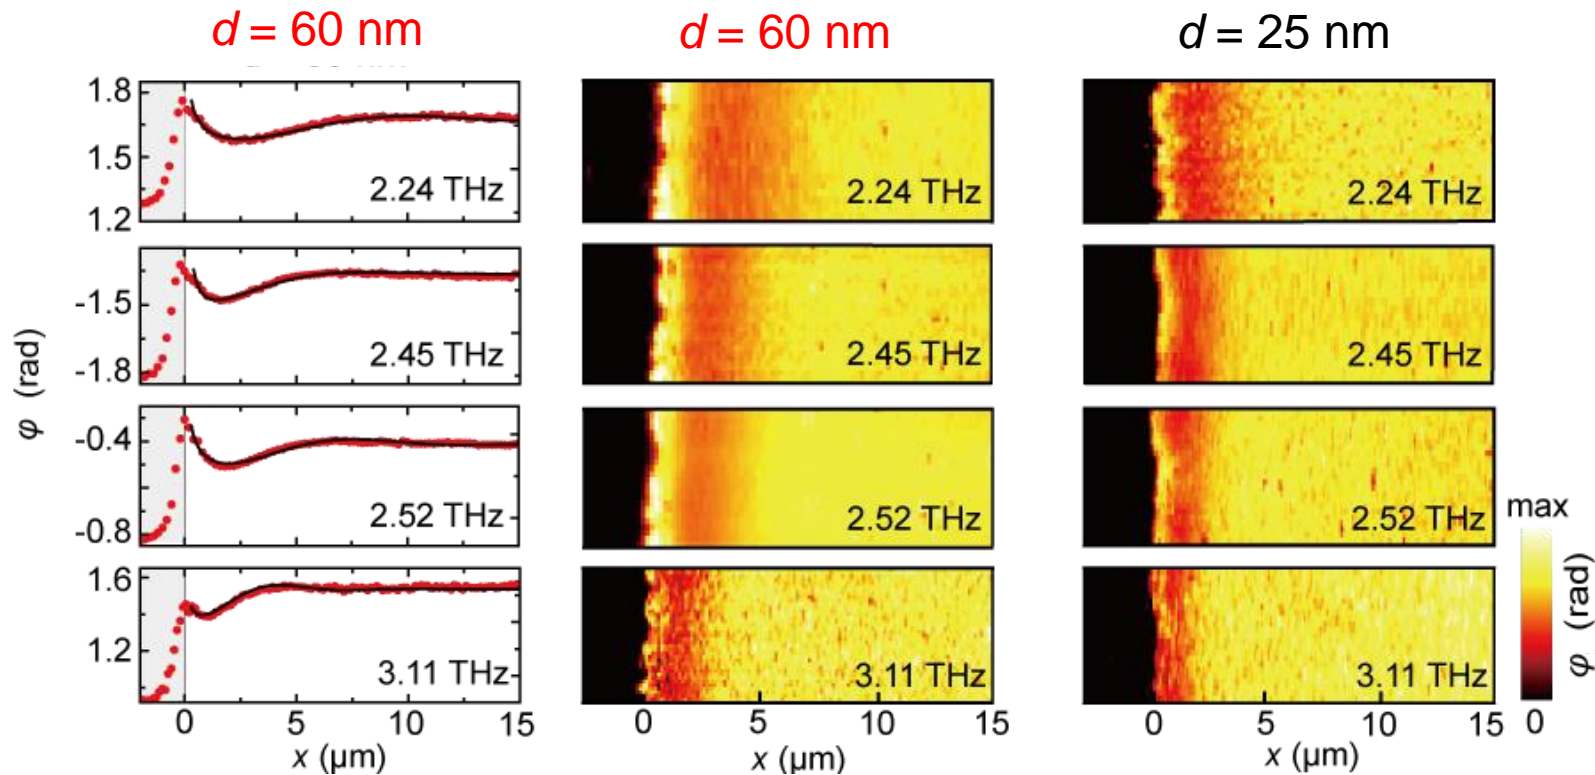 d = 60 nm
d = 60 nm
d = 25 nm
1.8
1.5
1.2
2.24 THz
2.24 THz
2.24 THz
-1.5
-1.8
2.45 THz
2.45 THz
2.45 THz
φ (rad)
-0.4
-0.8
2.52 THz
2.52 THz
2.52 THz
max
0
φ (rad)
1.6
1.2
3.11 THz
3.11 THz
3.11 THz
0 5 10 15
0 5 10 15
0 5 10 15
x (μm)
x (μm)
x (μm)